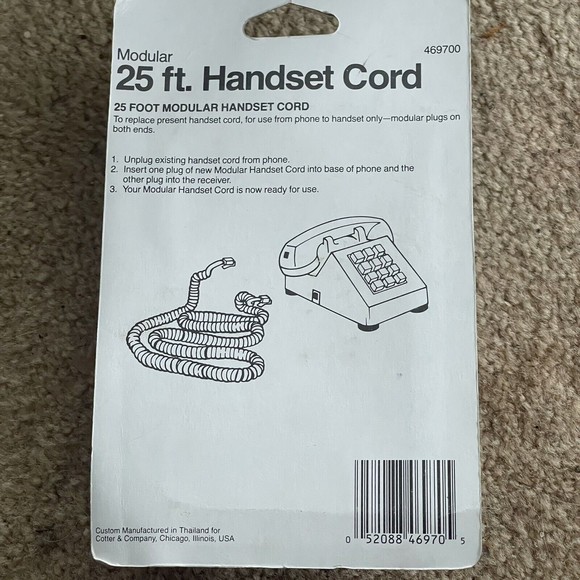 Modular
469700
25 ft. Handset Cord
25 FOOT MODULAR HANDSET CORD
To replace present handset cord, for use from phone to handset only—modular plugs on
both ends.
1. Unplug existing handset cord from phone.
2. Insert one plug of new Modular Handset Cord into base of phone and the
other plug into the receiver.
3. Your Modular Handset Cord is now ready for use.
Custom Manufactured in Thailand for
Cotter & Company, Chicago, Illinois, USA
0 52088 46970 5